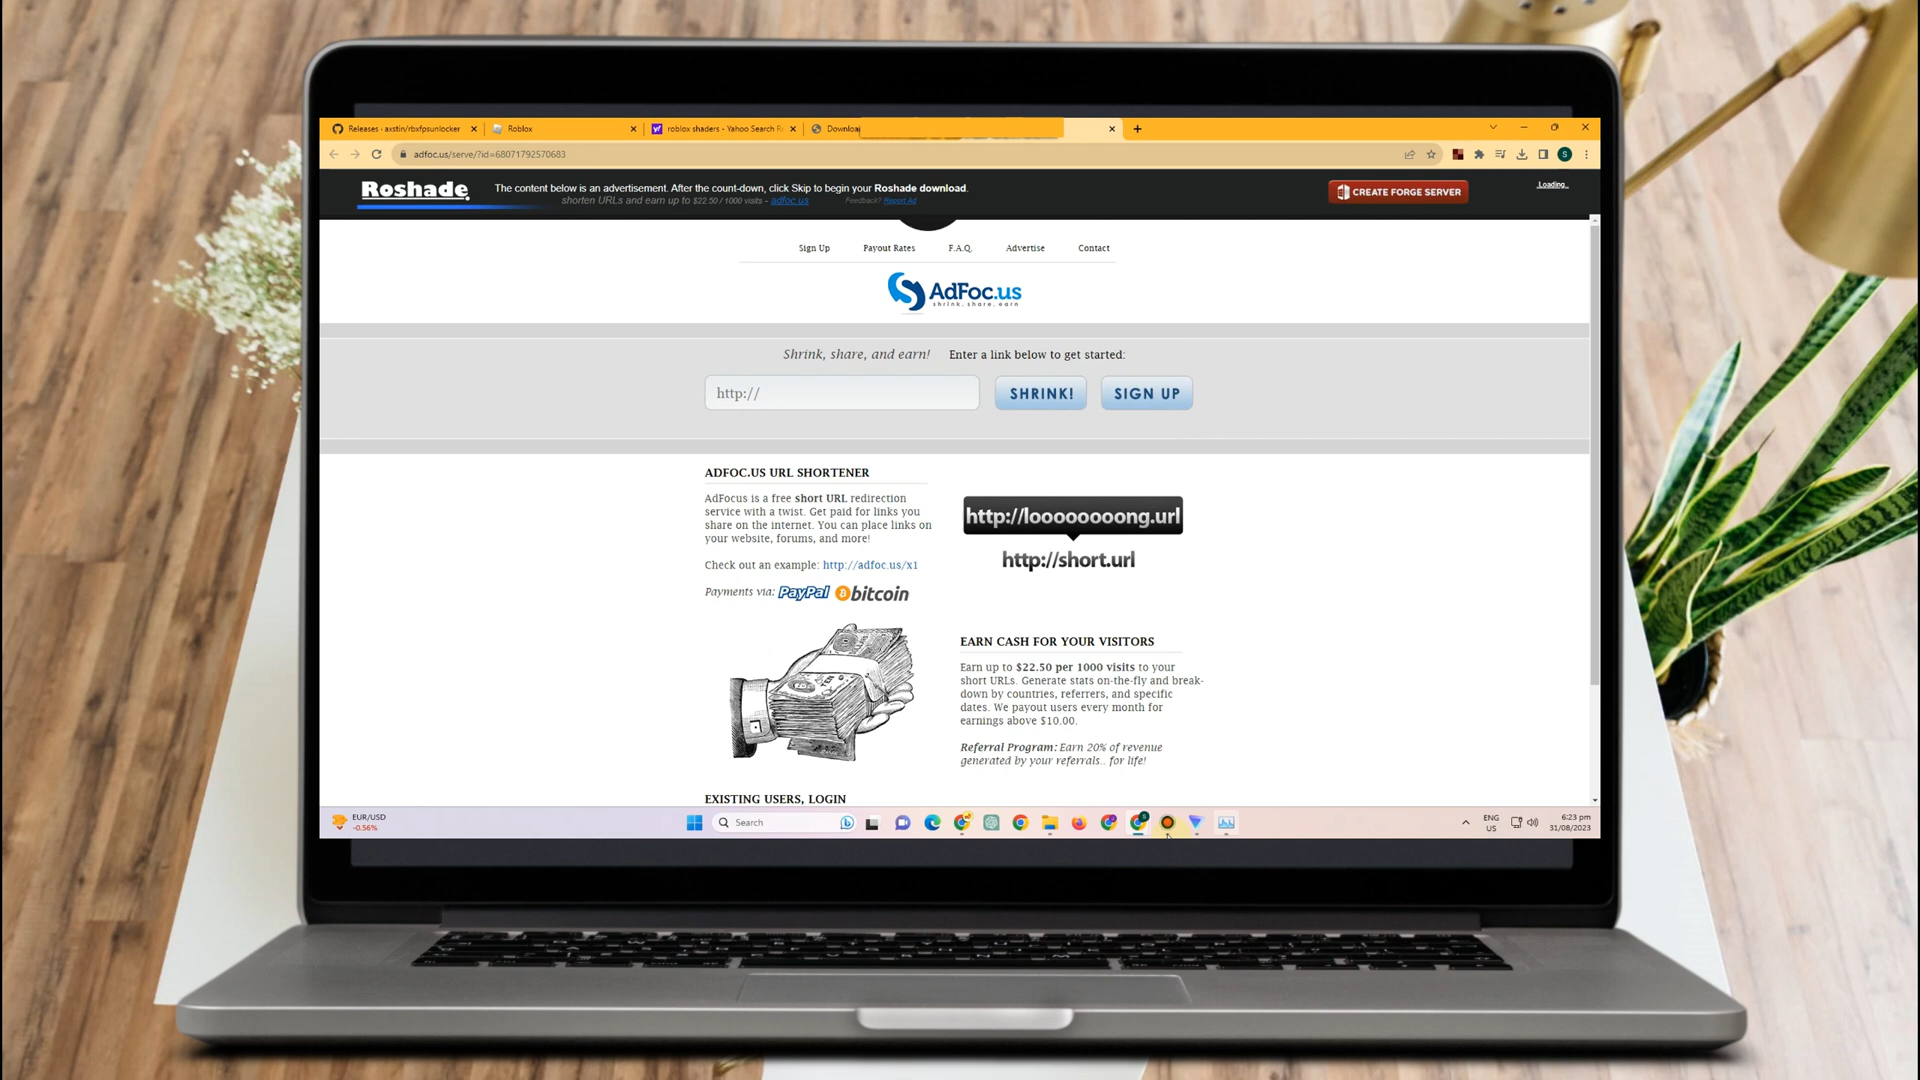 Releases · axstin/rbxfpsunlocker
Roblox
roblox shaders - Yahoo Search R
Downloa
adfoc.us/serve/?id=68071792570683
Roshade.
The content below is an advertisement. After the count-down, click Skip to begin your Roshade download.
shorten URLs and earn up to $22.50 / 1000 visits - adfoc.us
Feedback? Report Ad
CREATE FORGE SERVER
Loading..
Sign Up
Payout Rates
F.A.Q.
Advertise
Contact
AdFoc.us
shrink. share. earn
Shrink, share, and earn!
Enter a link below to get started:
http://
SHRINK!
SIGN UP
ADFOC.US URL SHORTENER
AdFocus is a free short URL redirection
service with a twist. Get paid for links you
share on the internet. You can place links on
your website, forums, and more!
Check out an example: http://adfoc.us/x1
Payments via: PayPal bitcoin
http://looooooooong.url
http://short.url
EARN CASH FOR YOUR VISITORS
Earn up to $22.50 per 1000 visits to your
short URLs. Generate stats on-the-fly and break-
down by countries, referrers, and specific
dates. We payout users every month for
earnings above $10.00.
Referral Program: Earn 20% of revenue
generated by your referrals.. for life!
EXISTING USERS, LOGIN
EUR/USD
-0.56%
Search
ENG
US
6:23 pm
31/08/2023